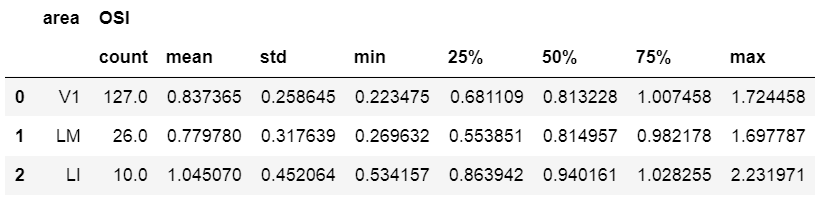 area OSI
count mean std min 25% 50% 75% max
0 V1 127.0 0.837365 0.258645 0.223475 0.681109 0.813228 1.007458 1.724458
1 LM 26.0 0.779780 0.317639 0.269632 0.553851 0.814957 0.982178 1.697787
2 LI 10.0 1.045070 0.452064 0.534157 0.863942 0.940161 1.028255 2.231971